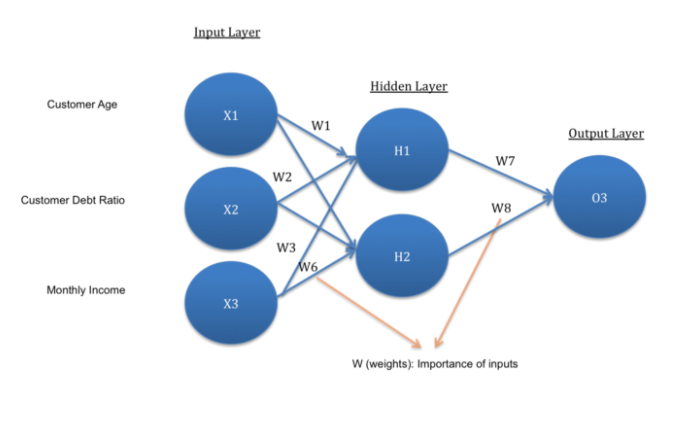 Input Layer
Hidden Layer
Output Layer
Customer Age
X1
W1
H1
W7
W2
Customer Debt Ratio
X2
O3
W8
W3
H2
W6
Monthly Income
X3
W (weights): Importance of inputs